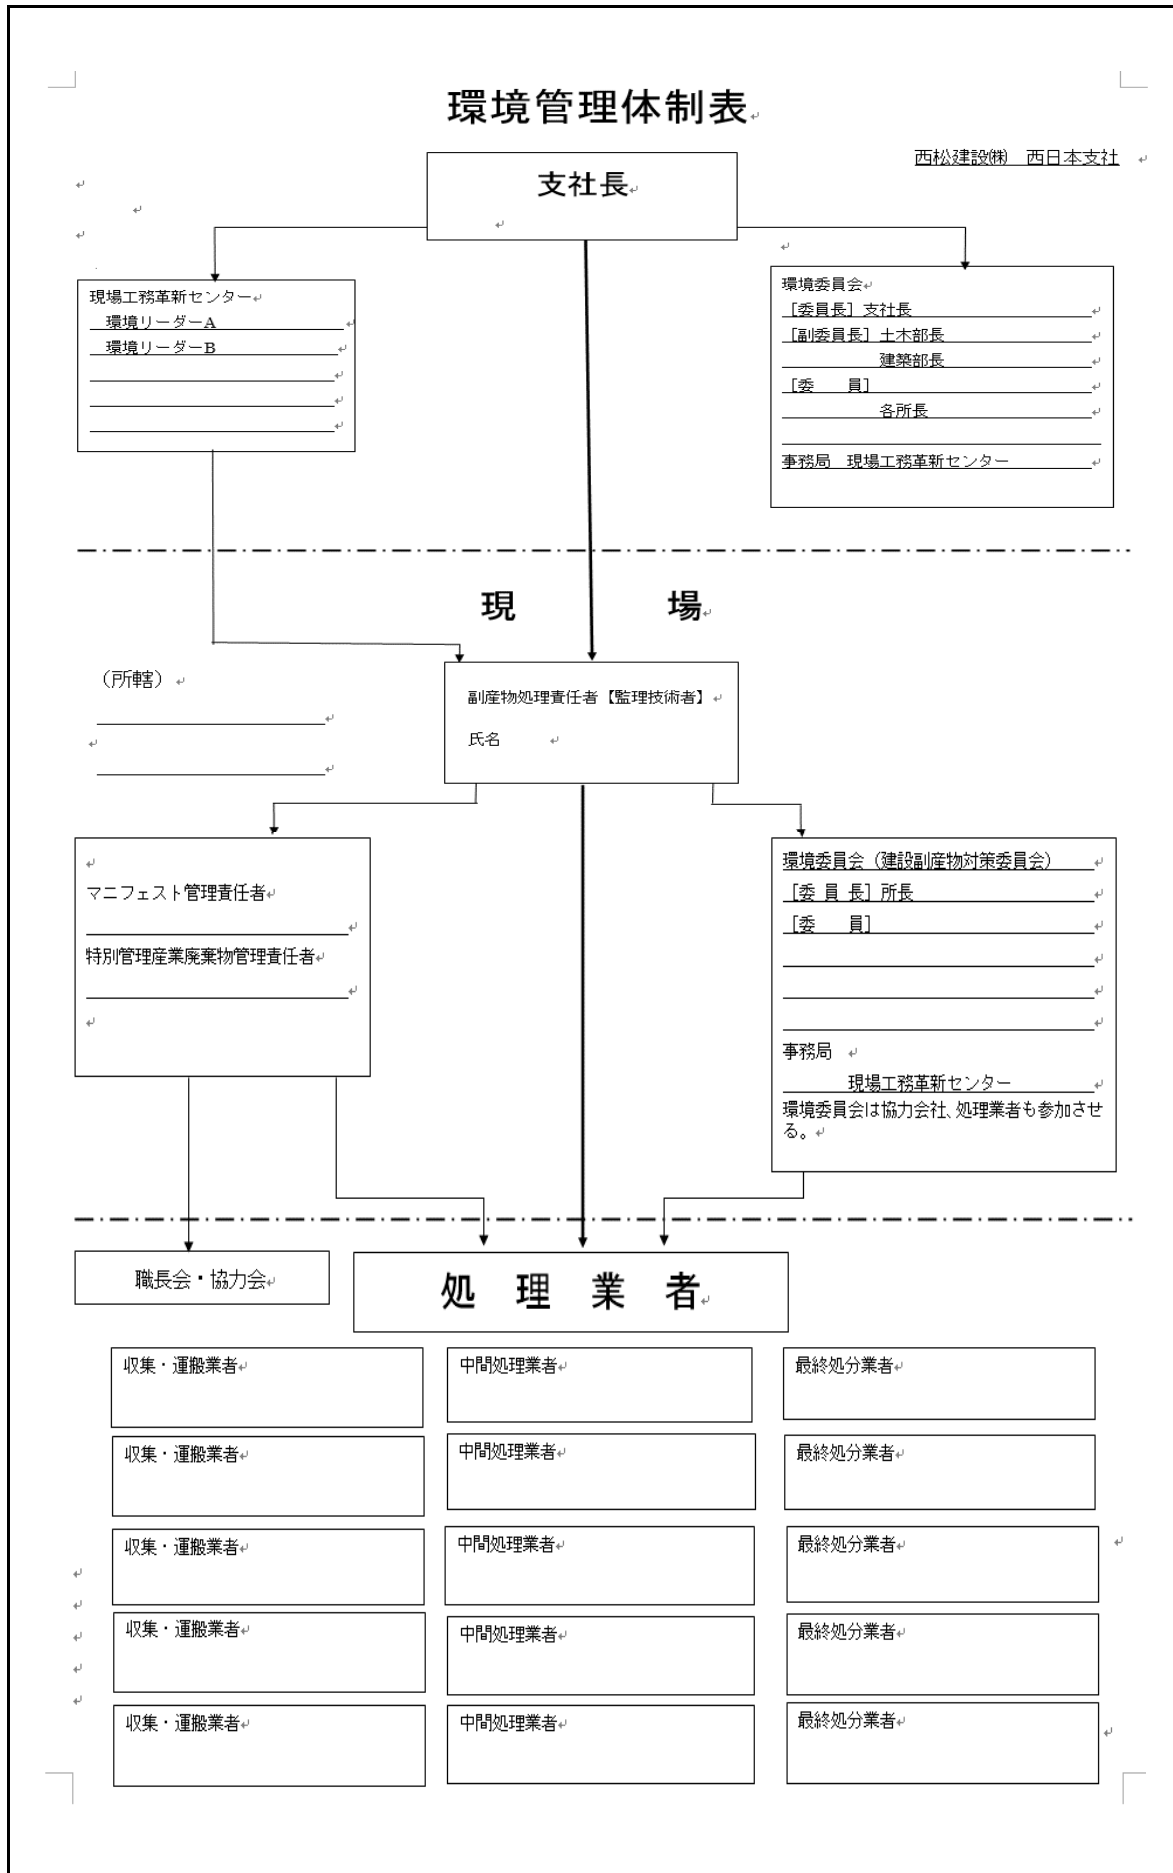 環境管理体制表
西松建設㈱　西日本支社
支社長
現場工務革新センター
環境リーダーA
環境リーダーB
環境委員会
［委員長］支社長
［副委員長］土木部長
建築部長
［委　　員］
各所長
事務局　現場工務革新センター
現　場
（所轄）
副産物処理責任者【監理技術者】
氏名
マニフェスト管理責任者
特別管理産業廃棄物管理責任者
環境委員会（建設副産物対策委員会）
［委 員 長］所長
［委　　員］
事務局
現場工務革新センター
環境委員会は協力会社、処理業者も参加させ
る。
職長会・協力会
処　理　業　者
収集・運搬業者
中間処理業者
最終処分業者
収集・運搬業者
中間処理業者
最終処分業者
収集・運搬業者
中間処理業者
最終処分業者
収集・運搬業者
中間処理業者
最終処分業者
収集・運搬業者
中間処理業者
最終処分業者